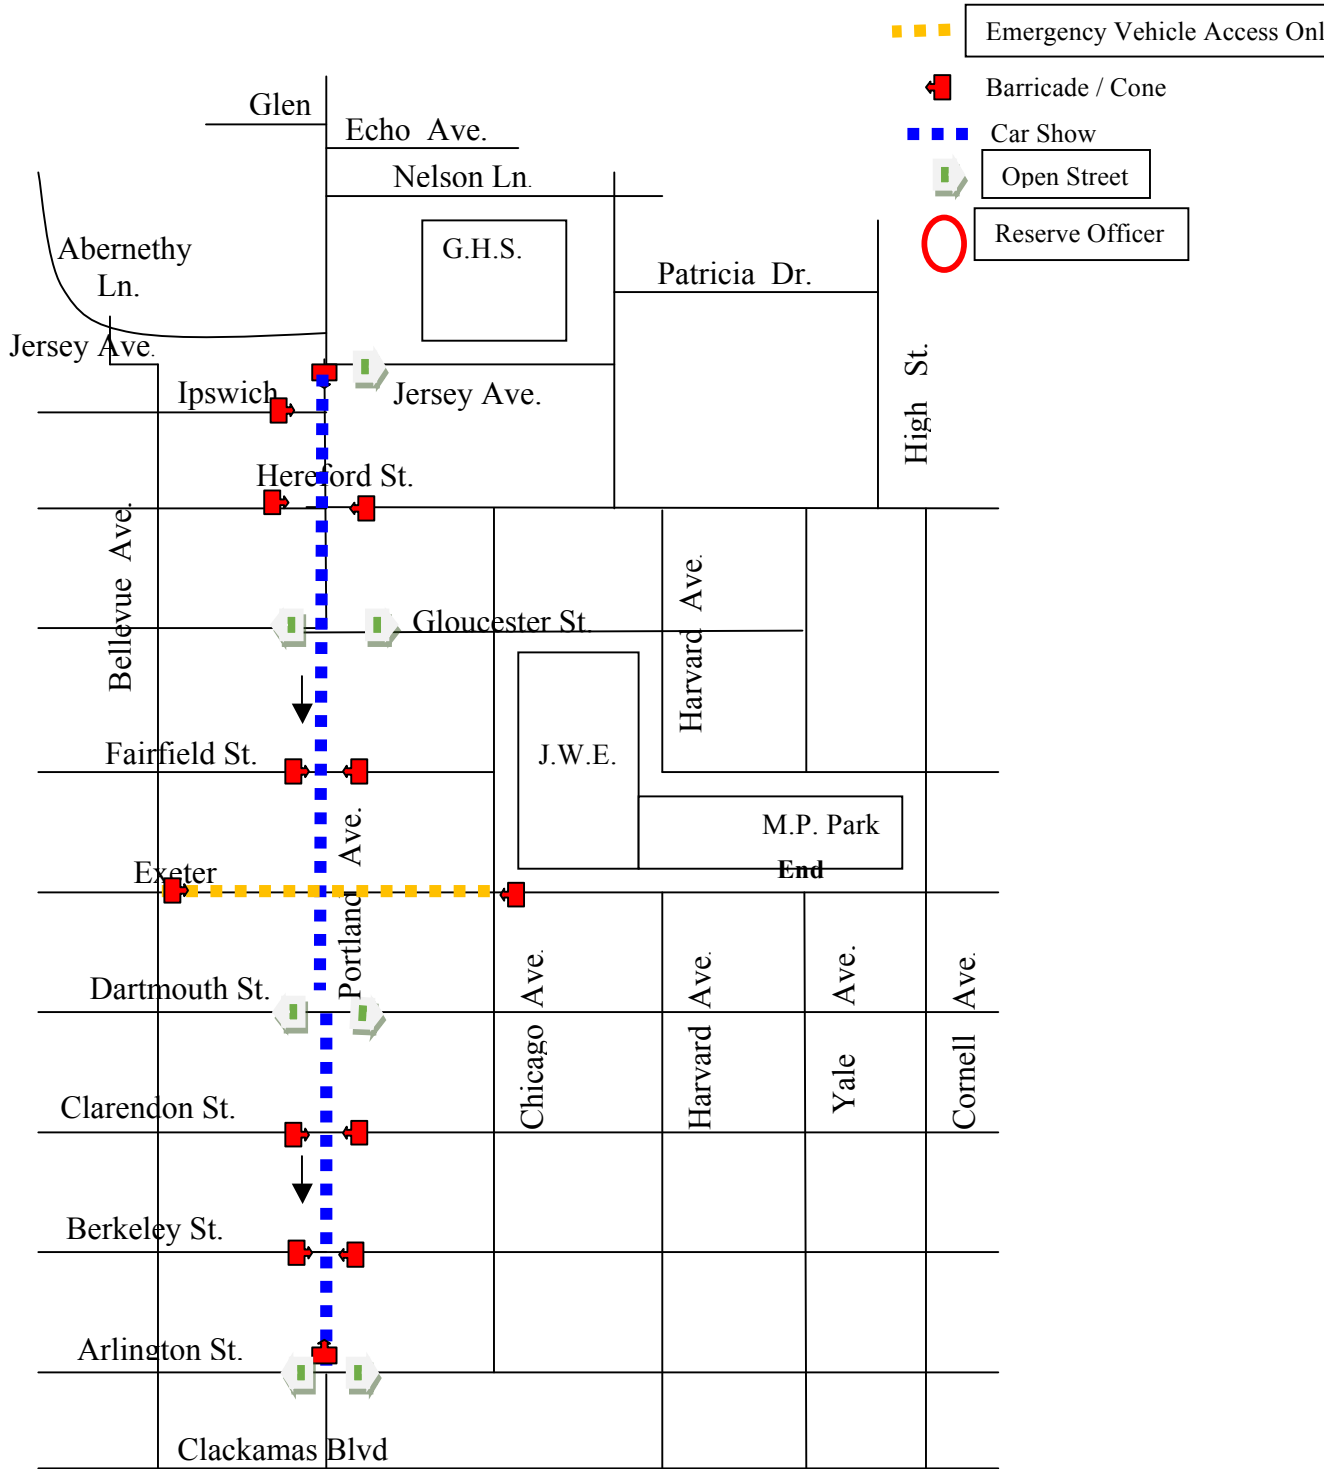 Emergency Vehicle Access Onl
Barricade / Cone
Car Show
Open Street
Reserve Officer
Glen
Echo Ave.
Nelson Ln.
G.H.S.
Abernethy
Ln.
Patricia Dr.
Jersey Ave.
Ipswich
Jersey Ave.
High St.
Hereford St.
Bellevue Ave.
Gloucester St.
Harvard Ave.
Fairfield St.
J.W.E.
Portland Ave.
M.P. Park
End
Exeter
Dartmouth St.
Chicago Ave.
Harvard Ave.
Yale Ave.
Cornell Ave.
Clarendon St.
Berkeley St.
Arlington St.
Clackamas Blvd